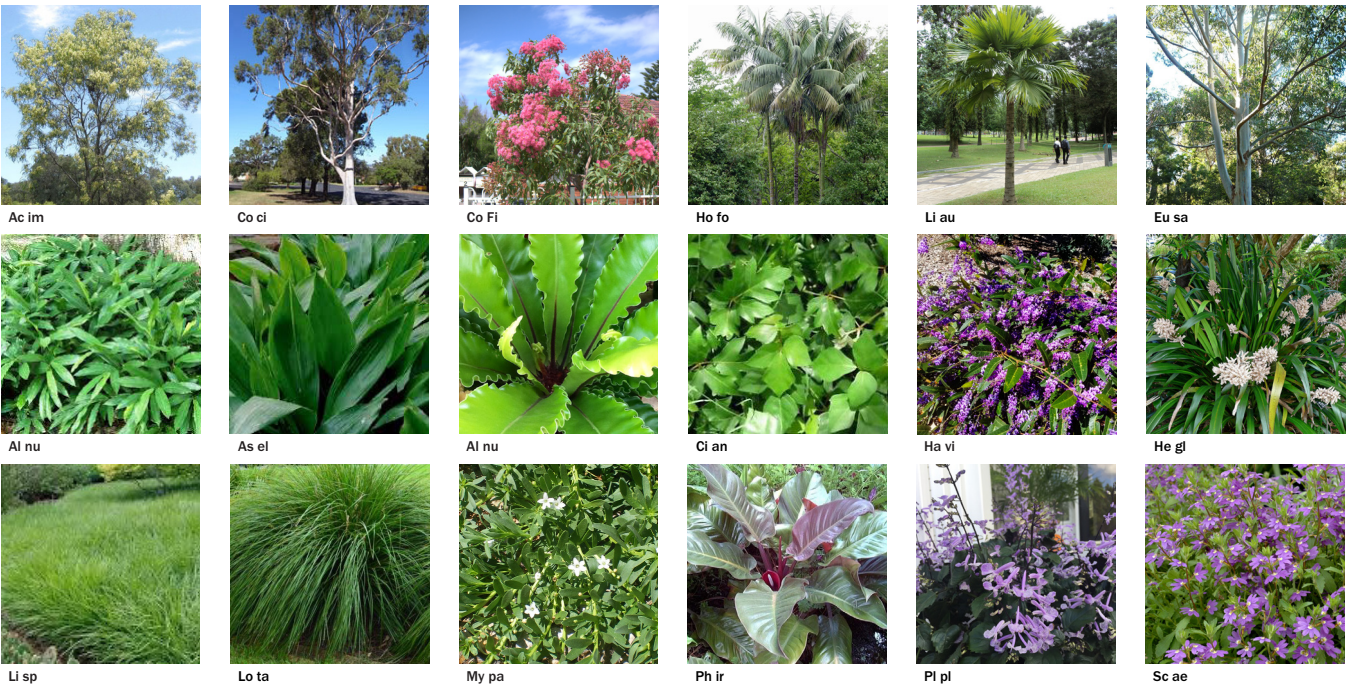 Ac im
Co ci
Co Fi
Ho fo
Li au
Eu sa
Al nu
As el
Al nu
Ci an
Ha vi
He gl
Li sp
Lo ta
My pa
Ph ir
Pl pl
Sc ae